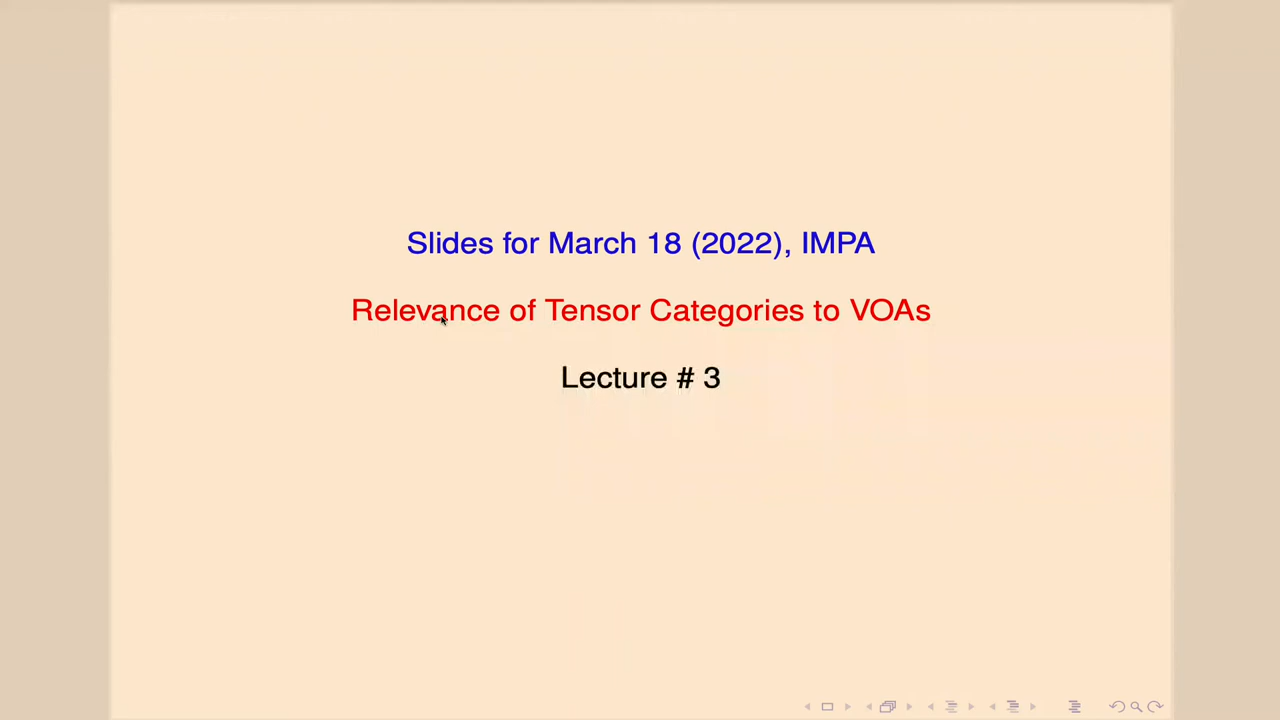 Slides for March 18 (2022), IMPA
Relevance of Tensor Categories to VOAs
Lecture # 3